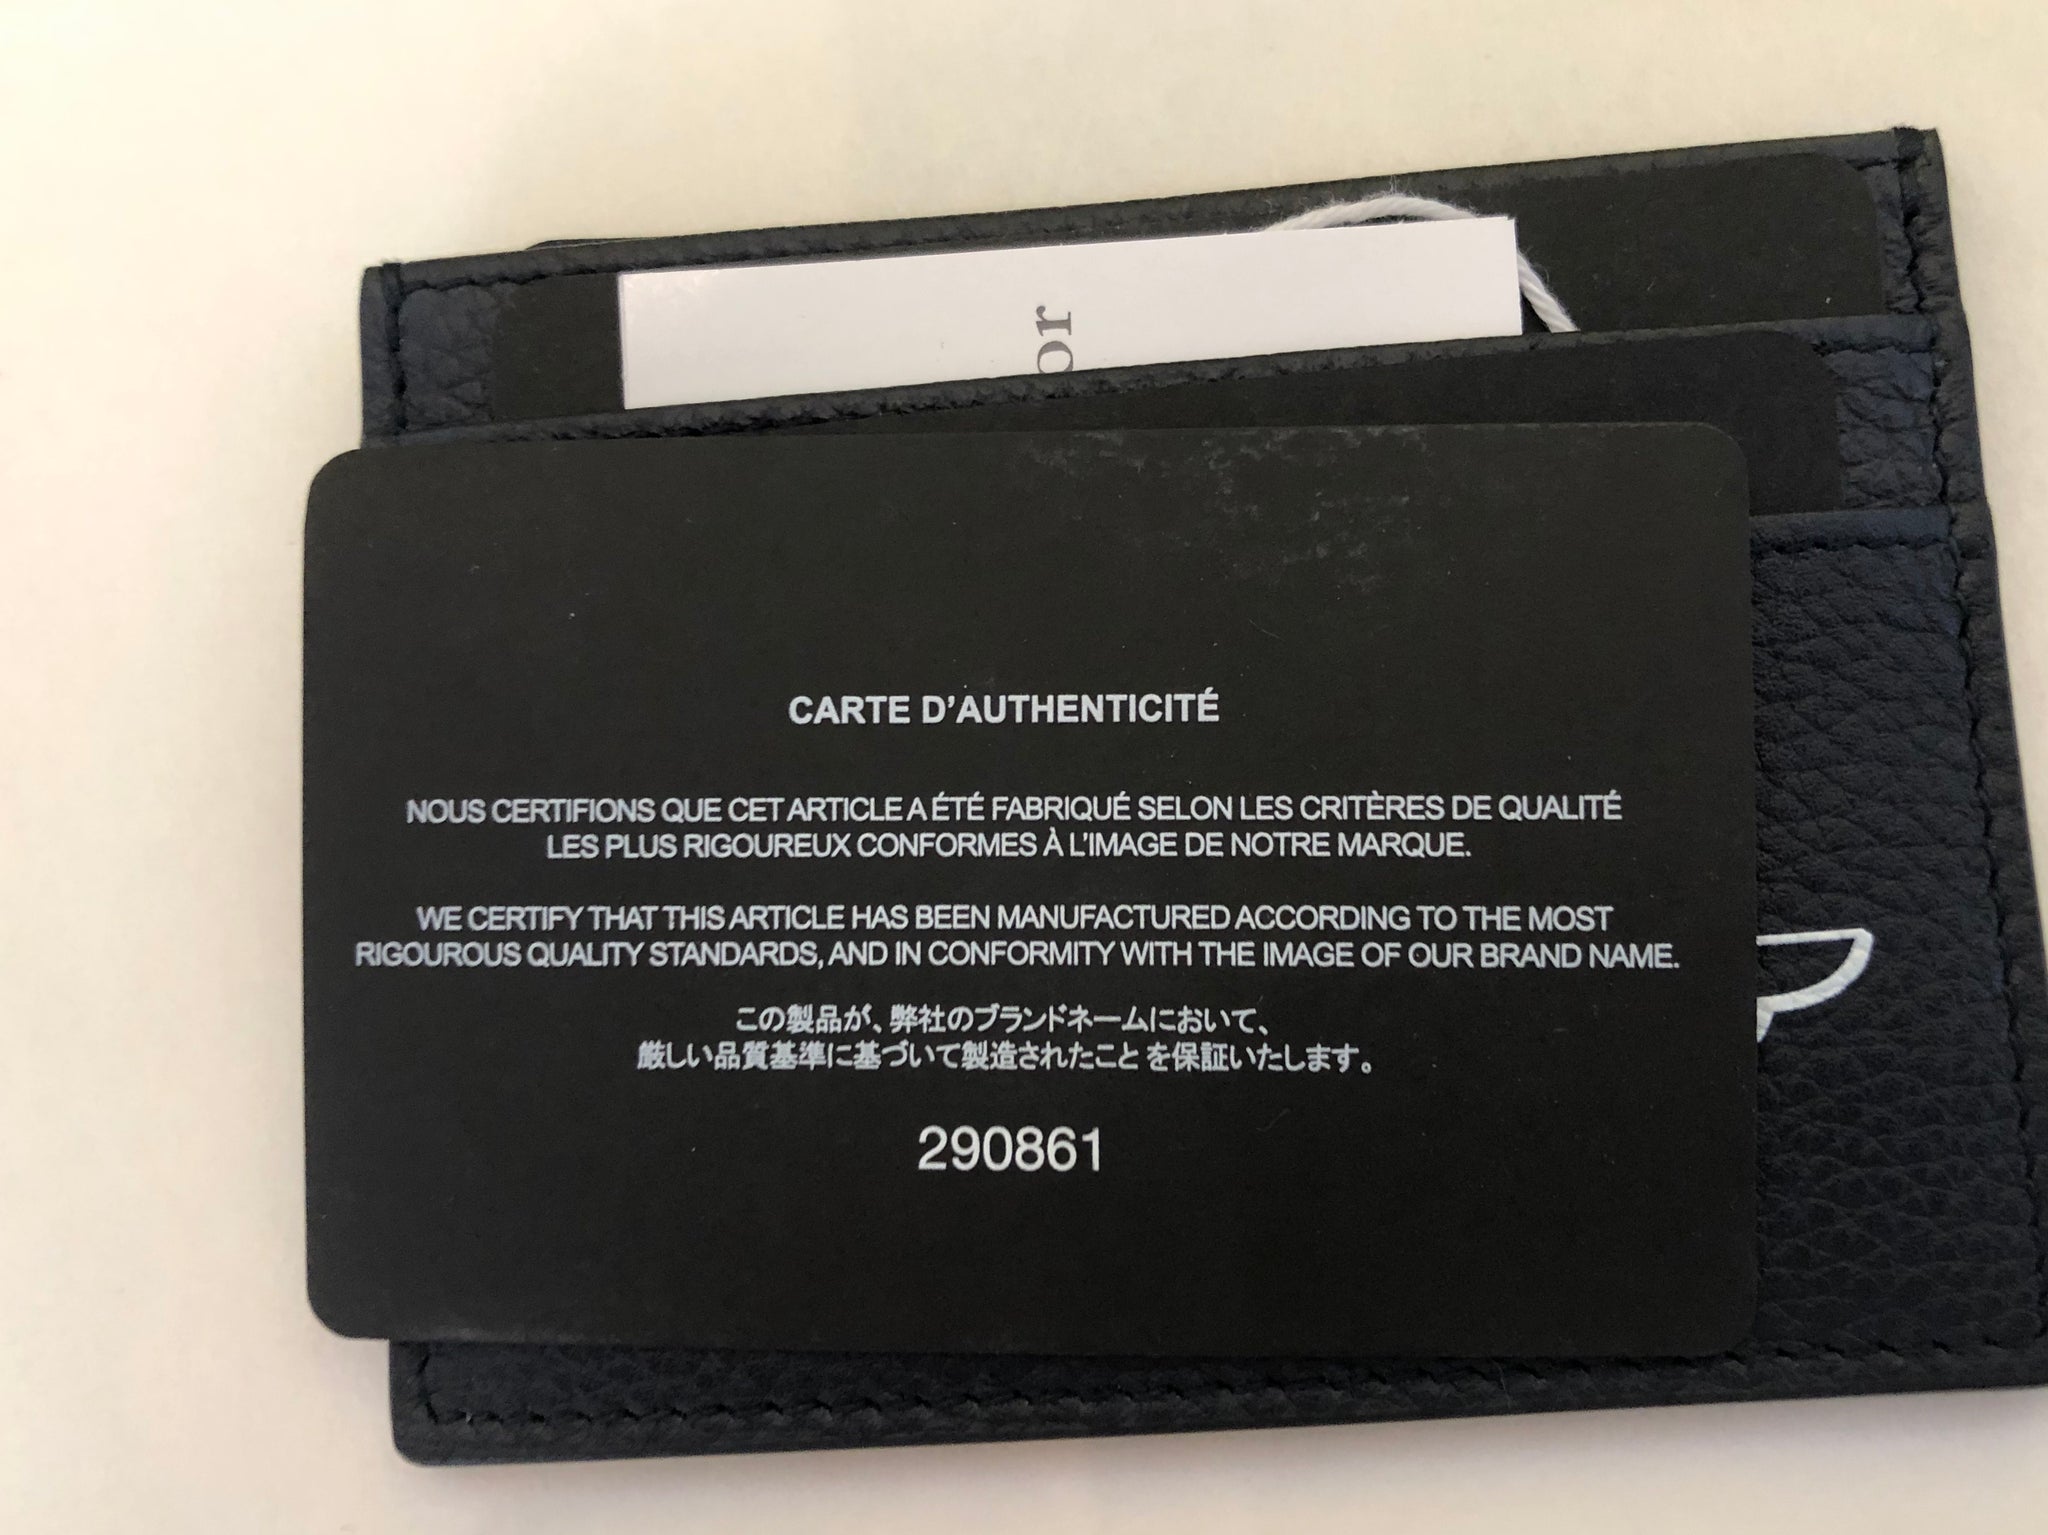 or
CARTE D'AUTHENTICITÉ
NOUS CERTIFIONS QUE CET ARTICLE A ÉTÉ FABRIQUÉ SELON LES CRITÈRES DE QUALITÉ
LES PLUS RIGOUREUX CONFORMES À L'IMAGE DE NOTRE MARQUE.
WE CERTIFY THAT THIS ARTICLE HAS BEEN MANUFACTURED ACCORDING TO THE MOST
RIGOUROUS QUALITY STANDARDS, AND IN CONFORMITY WITH THE IMAGE OF OUR BRAND NAME.
この製品が、弊社のブランドネームにおいて、
厳しい品質基準に基づいて製造されたことを保証いたします。
290861